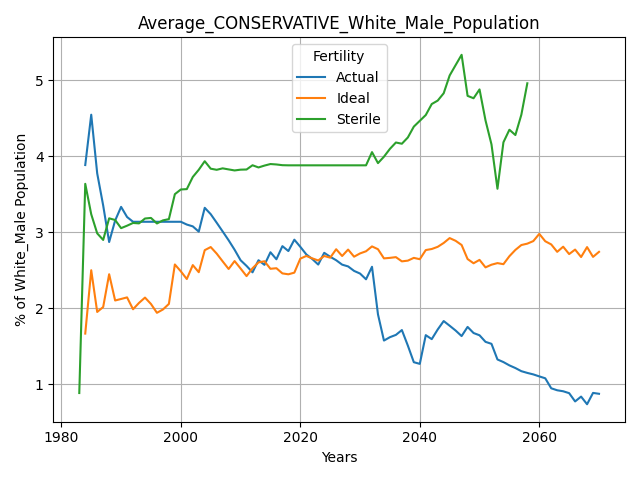 Average_CONSERVATIVE_White_Male_Population
Fertility
Actual
Ideal
Sterile
% of White_Male Population
5
4
3
2
1
1980 2000 2020 2040 2060
Years